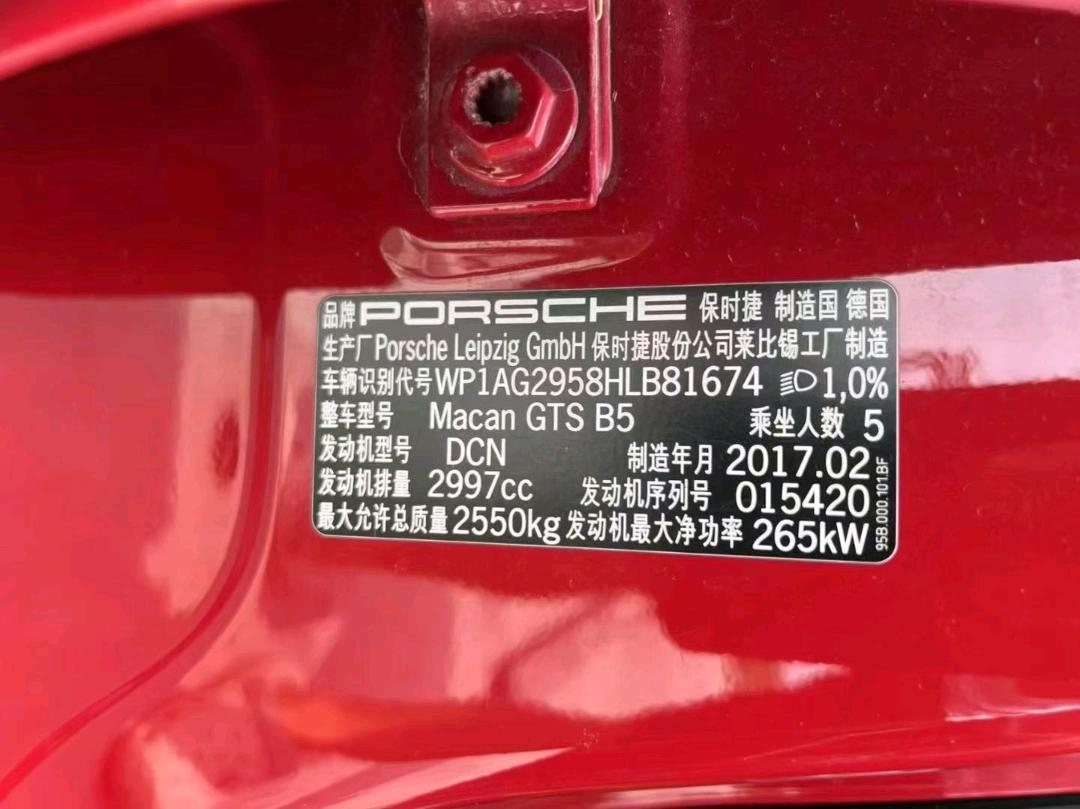 品牌 PORSCHE 保时捷 制造国 德国
生产厂 Porsche Leipzig GmbH 保时捷股份公司莱比锡工厂制造
车辆识别代号 WP1AG2958HLB81674 1,0%
整车型号 Macan GTS B5 乘坐人数 5
发动机型号 DCN 制造年月 2017.02
发动机排量 2997cc 发动机序列号 015420
最大允许总质量 2550kg 发动机最大净功率 265kW
95B.000.101.BF